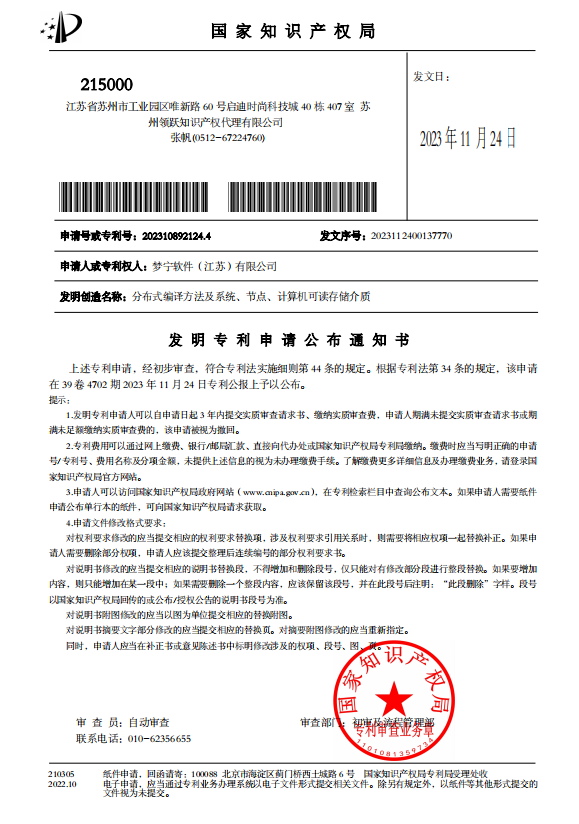 国家知识产权局
215000
江苏省苏州市工业园区唯新路 60 号启迪时尚科技城 40 栋 407 室 苏
州领跃知识产权代理有限公司
张帆(0512-67224760)
发文日:
2023年11月24日
申请号或专利号:202310892124.4
发文序号:2023112400137770
申请人或专利权人:梦宁软件(江苏)有限公司
发明创造名称:分布式编译方法及系统、节点、计算机可读存储介质
发明专利申请公布通知书
上述专利申请,经初步审查,符合专利法实施细则第 44 条的规定。根据专利法第 34 条的规定,该申请
在 39 卷 4702 期 2023 年 11 月 24 日专利公报上予以公布。
提示:
1.发明专利申请人可以自申请日起 3 年内提交实质审查请求书、缴纳实质审查费,申请人期满未提交实质审查请求书或期
满未足额缴纳实质审查费的,该申请被视为撤回。
2.专利费用可以通过网上缴费、银行/邮局汇款、直接向代办处或国家知识产权局专利局缴纳。缴费时应当写明正确的申请
号/专利号、费用名称及分项金额,未提供上述信息的视为未办理缴费手续。了解缴费更多详细信息及办理缴费业务,请登录国
家知识产权局官方网站。
3.申请人可以访问国家知识产权局政府网站(www.cnipa.gov.cn),在专利检索栏目中查询公布文本。如果申请人需要纸件
申请公布单行本的纸件,可向国家知识产权局请求获取。
4.申请文件修改格式要求:
对权利要求修改的应当提交相应的权利要求替换项,涉及权利要求引用关系时,则需要将相应权项一起替换补正。如果申
请人需要删除部分权项,申请人应该提交整理后连续编号的部分权利要求书。
对说明书修改的应当提交相应的说明书替换段,不得增加和删除段号,仅只能对有修改部分段进行整段替换。如果要增加
内容,则只能增加在某一段中;如果需要删除一个整段内容,应该保留该段号,并在此段号后注明:“此段删除”字样。段号
以国家知识产权局回传的或公布/授权公告的说明书段号为准。
对说明书附图修改的应当以图为单位提交相应的替换附图。
对说明书摘要文字部分修改的应当提交相应的替换页。对摘要附图修改的应当重新指定。
同时,申请人应当在补正书或意见陈述书中标明修改涉及的权项、段号、图、页。
国家知识产权局
审 查 员:自动审查
审查部门:初审及流程管理部
专利审查业务章
联系电话:010-62356655
1101081359734
210305
2022.10
纸件申请,回函请寄:100088 北京市海淀区蓟门桥西土城路 6 号 国家知识产权局专利局受理处收
电子申请,应当通过专利业务办理系统以电子文件形式提交相关文件。除另有规定外,以纸件等其他形式提交的
文件视为未提交。